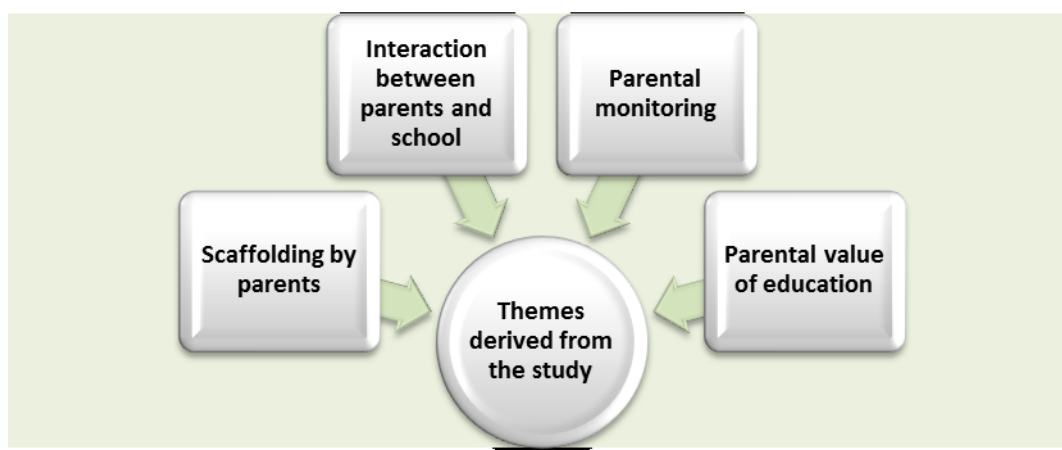 Interaction
between
parents and
school
Parental
monitoring
Scaffolding by
parents
Parental value
of education
Themes
derived from
the study